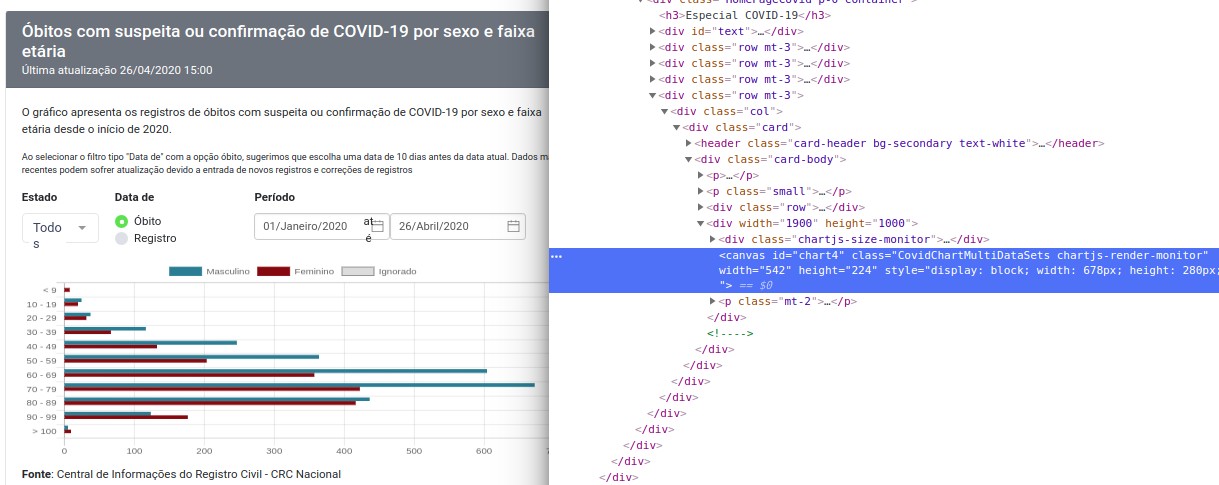 Óbitos com suspeita ou confirmação de COVID-19 por sexo e faixa
etária
Última atualização 26/04/2020 15:00
O gráfico apresenta os registros de óbitos com suspeita ou confirmação de COVID-19 por sexo e faixa
etária desde o início de 2020.
Ao selecionar o filtro tipo "Data de" com a opção óbito, sugerimos que escolha uma data de 10 dias antes da data atual. Dados
recentes podem sofrer atualização devido a entrada de novos registros e correções de registros
Estado
Data de
Período
Todo
s
Óbito
Registro
01/Janeiro/2020
at
é
26/Abril/2020
Masculino
Feminino
Ignorado
< 9
10 - 19
20 - 29
30 - 39
40 - 49
50 - 59
60 - 69
70 - 79
80 - 89
90 - 99
> 100
0 100 200 300 400 500 600
Fonte: Central de Informações do Registro Civil - CRC Nacional
<div class="HomePageCovid p-0 container">
<h3>Especial COVID-19</h3>
<div id="text">…</div>
<div class="row mt-3">…</div>
<div class="row mt-3">…</div>
<div class="row mt-3">…</div>
<div class="row mt-3">
<div class="col">
<div class="card">
<header class="card-header bg-secondary text-white">…</header>
<div class="card-body">
<p>…</p>
<p class="small">…</p>
<div class="row">…</div>
<div width="1900" height="1000">
<div class="chartjs-size-monitor">…</div>
<canvas id="chart4" class="CovidChartMultiDataSets chartjs-render-monitor"
width="542" height="224" style="display: block; width: 678px; height: 280px;
"> == $0
<p class="mt-2">…</p>
</div>
<!---->
</div>
</div>
</div>
</div>
</div>
</div>
</div>
</div>
</div>